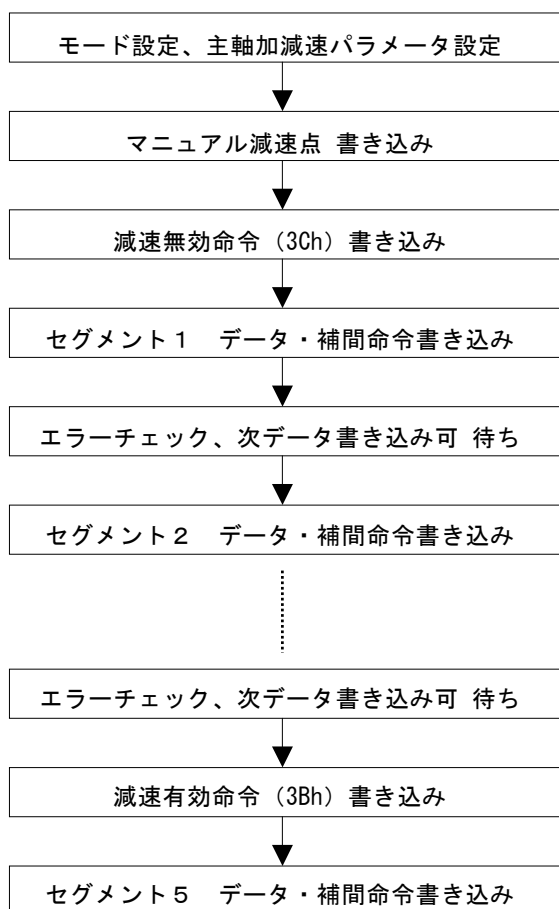 モード設定、主軸加減速パラメータ設定
マニュアル減速点 書き込み
減速無効命令（3Ch）書き込み
セグメント１　データ・補間命令書き込み
エラーチェック、次データ書き込み可 待ち
セグメント２　データ・補間命令書き込み
エラーチェック、次データ書き込み可 待ち
減速有効命令（3Bh）書き込み
セグメント５　データ・補間命令書き込み